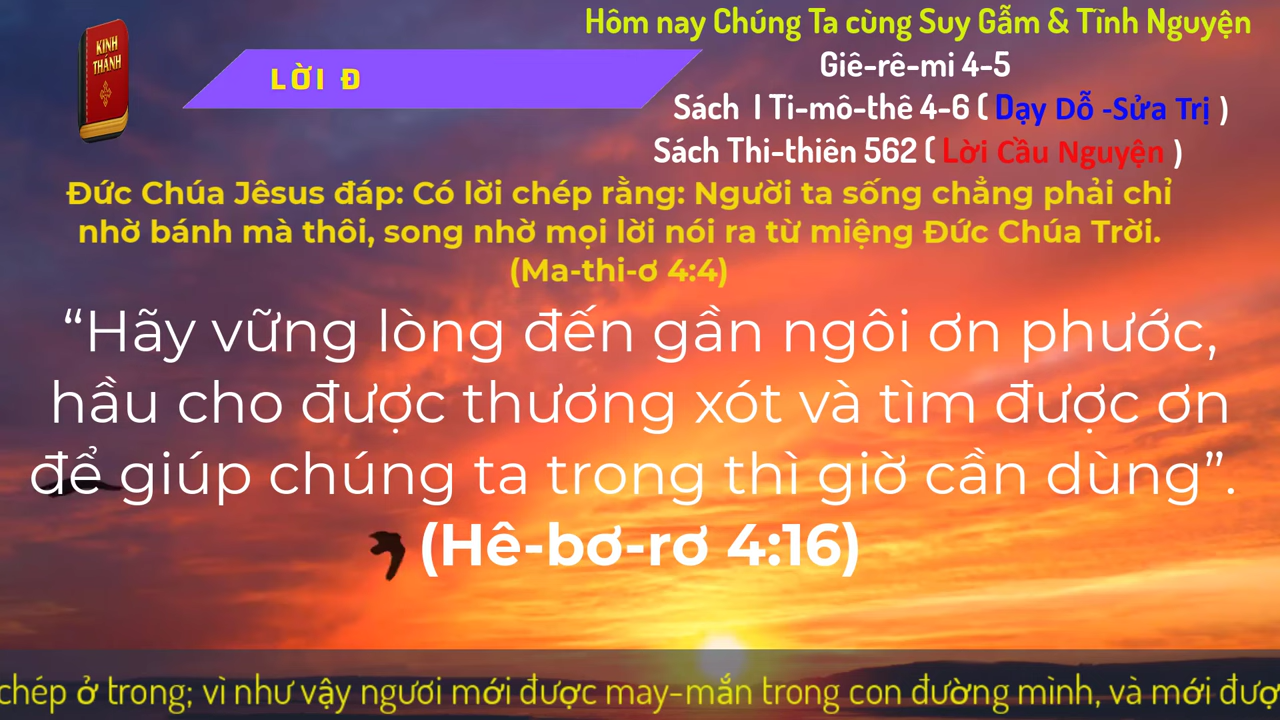 Hôm nay Chúng Ta cùng Suy Gẫm & Tĩnh Nguyện
KINH
THÁNH
LỜI Đ
Giê-rê-mi 4-5
Sách I Ti-mô-thê 4-6 ( Dạy Dỗ -Sửa Trị )
Sách Thi-thiên 562 ( Lời Cầu Nguyện )
Đức Chúa Jêsus đáp: Có lời chép rằng: Người ta sống chẳng phải chỉ
nhờ bánh mà thôi, song nhờ mọi lời nói ra từ miệng Đức Chúa Trời.
(Ma-thi-ơ 4:4)
“Hãy vững lòng đến gần ngôi ơn phước,
hầu cho được thương xót và tìm được ơn
để giúp chúng ta trong thì giờ cần dùng”.
(Hê-bơ-rơ 4:16)
chép ở trong; vì như vậy ngươi mới được may-mắn trong con đường mình, và mới đượ